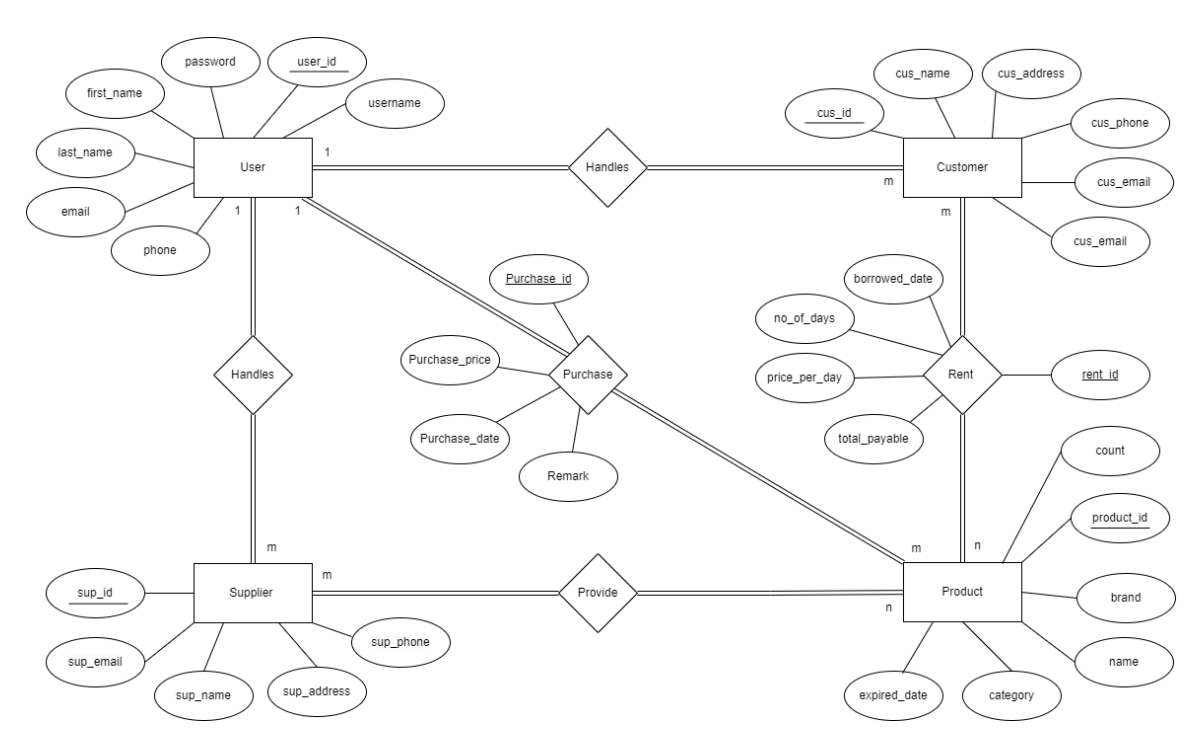 password
user_id
cus_name
cus_address
first_name
username
cus_id
cus_phone
last_name
User
1
Handles
Customer
m
cus_email
email
1
1
m
phone
cus_email
Purchase_id
borrowed_date
no_of_days
Purchase_price
Handles
Purchase
price_per_day
Rent
rent_id
Purchase_date
total_payable
count
Remark
product_id
m
m
n
m
sup_id
Supplier
Provide
Product
n
brand
sup_email
sup_phone
name
sup_name
sup_address
expired_date
category